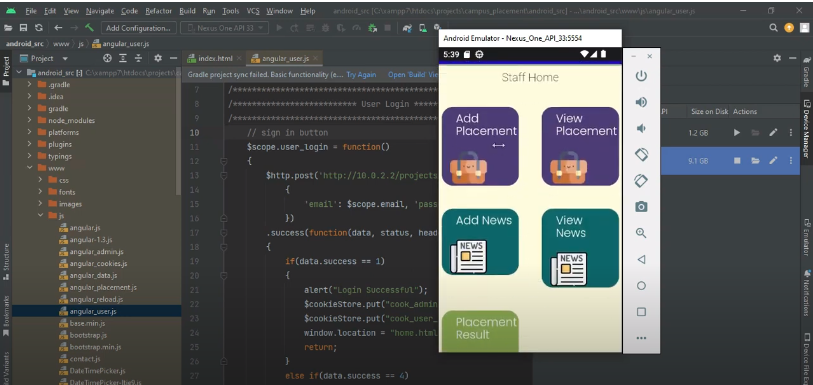 File Edit View Navigate Code Refactor Build Run Tools VCS Window Help android_src [C:\xampp7\htdocs\projects\campus_placement\android_src] - ...\android_src\www\js\angular_user.js
Add Configuration... Nexus One API 33
android_src www js angular_user.js
Project
android_src [] C:\xampp7\htdocs\projects
.gradle
.idea
gradle
node_modules
platforms
plugins
typings
www
css
fonts
images
js
angular.js
angular-1.3.js
angular_admin.js
angular_cookies.js
angular_data.js
angular_placement.js
angular_reload.js
angular_user.js
base.min.js
bootstrap.js
bootstrap.min.js
contact.js
DateTimePicker.js
Project
Structure
Bookmarks
Variants
index.html angular_user.js
Gradle project sync failed. Basic functionality (e... Try Again Open 'Build' Vie
7 /****************************************
8 /************************** User Login *****
9 /****************************************
10 // sign in button
11 $scope.user_login = function()
12 {
13 $http.post('http://10.0.2.2/projects
14 {
15 'email': $scope.email, 'pass
16 })
17 .success(function(data, status, head
18 {
19 if(data.success == 1)
20 {
21 alert("Login Successful");
22 $cookieStore.put("cook_admin
23 $cookieStore.put("cook_user_
24 window.location = "home.html
25 return;
26 }
27 else if(data.success == 4)
Android Emulator - Nexus_One_API_33:5554
5:39
Staff Home
Add Placement
View Placement
Add News
NEWS
View News
NEWS
Placement Result
PI Size on Disk Actions
1.2 GB
9.1 GB
Gradle
Device Manager
Emulator
Notifications
Device File Ex